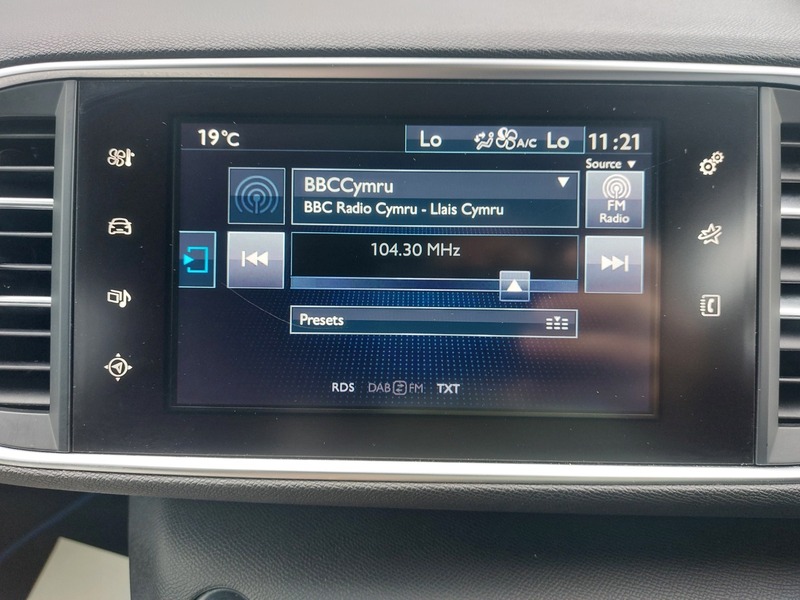 19°C
Lo A/C Lo 11:21
Source ▼
BBCCymru
BBC Radio Cymru - Llais Cymru
FM
Radio
104.30 MHz
Presets
RDS DAB FM TXT